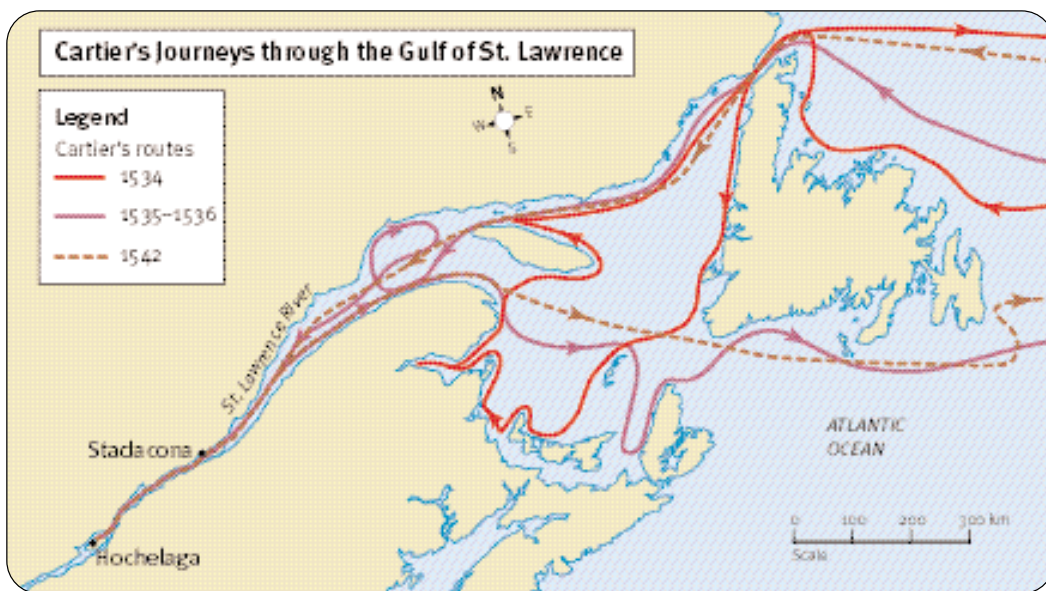 Cartier's Journeys through the Gulf of St. Lawrence
Legend
Cartier's routes
1534
1535–1536
1542
N
W
E
S
St. Lawrence River
Stadacona
Hochelaga
ATLANTIC
OCEAN
0 100 200 300 km
Scale